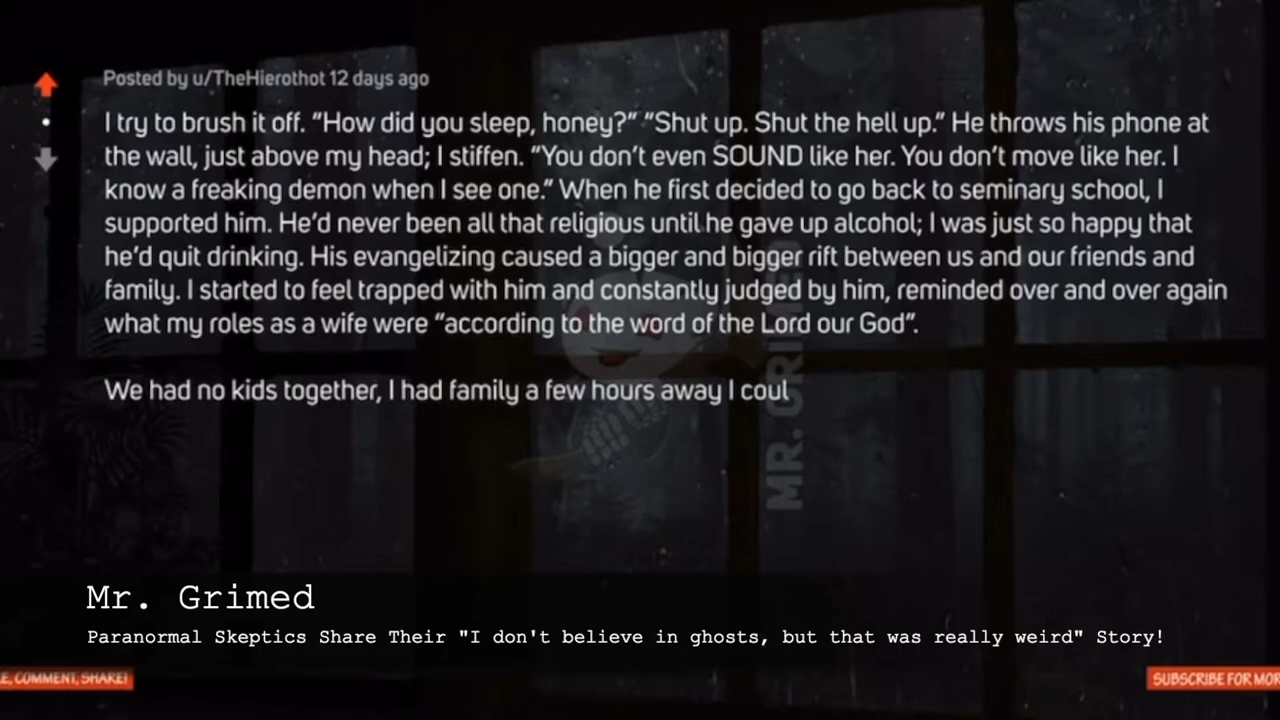 Posted by u/TheHierothot 12 days ago
I try to brush it off. “How did you sleep, honey?” “Shut up. Shut the hell up.” He throws his phone at
the wall, just above my head; I stiffen. “You don’t even SOUND like her. You don’t move like her. I
know a freaking demon when I see one.” When he first decided to go back to seminary school, I
supported him. He’d never been all that religious until he gave up alcohol; I was just so happy that
he’d quit drinking. His evangelizing caused a bigger and bigger rift between us and our friends and
family. I started to feel trapped with him and constantly judged by him, reminded over and over again
what my roles as a wife were “according to the word of the Lord our God”.
We had no kids together, I had family a few hours away I coul
MR. GRIMED
Mr. Grimed
Paranormal Skeptics Share Their "I don't believe in ghosts, but that was really weird" Story!
E, COMMENT, SHARE!
SUBSCRIBE FOR MOR